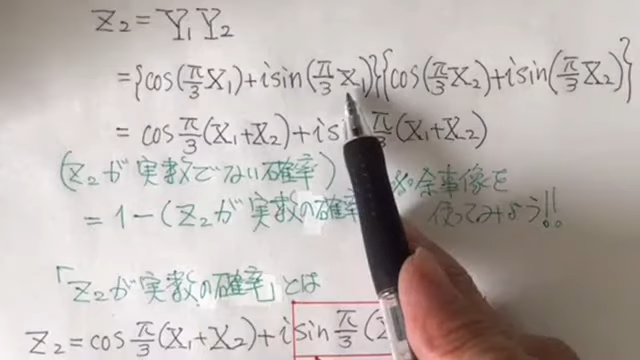 Z₂ = Y₁Y₂
= {cos(π/3 X₁)+i sin(π/3 X₁)}{cos(π/3 X₂)+i sin(π/3 X₂)}
= cos π/3 (X₁+X₂)+i π/3 (X₁+X₂)
(Z₂が実数でない確率) ※余事像を
= 1-(Z₂が実数の確率 使ってみよう!!
「Z₂が実数の確率」とは
Z₂ = cos π/3 (X₁+X₂)+i sin π/3 (